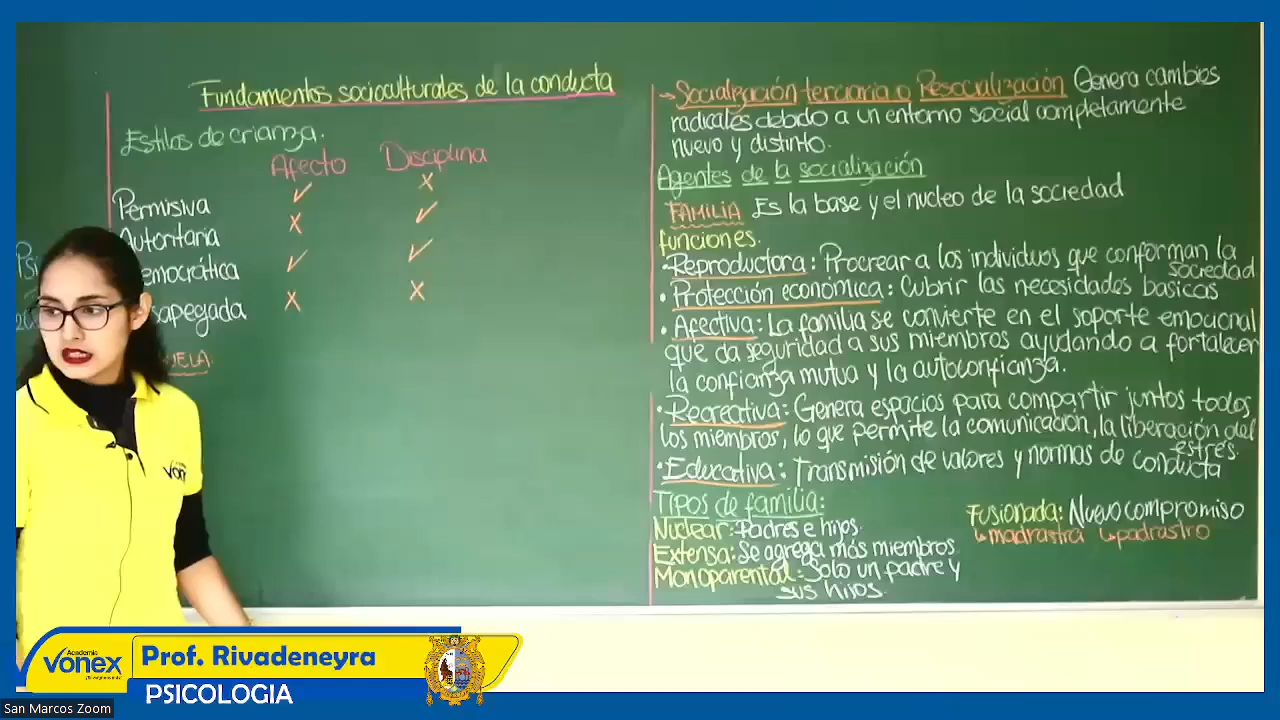 Fundamentos socioculturales de la conducta
Estilos de crianza.
Afecto Disciplina
Permisiva ✓ X
Autoritaria X ✓
emocrática ✓ ✓
sapegada X X
UELA.
→ Socialización terciaria o Resocialización Genera cambios
radicales debido a un entorno social completamente
nuevo y distinto.
Agentes de la socialización
FAMILIA Es la base y el nucleo de la sociedad
funciones.
• Reproductora: Procrear a los individuos que conforman la
sociedad
• Protección económica: Cubrir las necesidades basicas
• Afectiva: La familia se convierte en el soporte emocional
que da seguridad a sus miembros ayudando a fortalecer
la confianza mutua y la autoconfianza.
• Recreativa: Genera espacios para compartir juntos todos
los miembros, lo que permite la comunicación, la liberación del
estrés.
• Educativa: Transmisión de valores y normas de conducta
Tipos de familia:
Nuclear: Padres e hijos.
Extensa: Se agrega más miembros
Monoparental: Solo un padre y
sus hijos.
Fusionada: Nuevo compromiso
↳ madrastra ↳ padrastro
Academia
vonex
Prof. Rivadeneyra
PSICOLOGIA
San Marcos Zoom